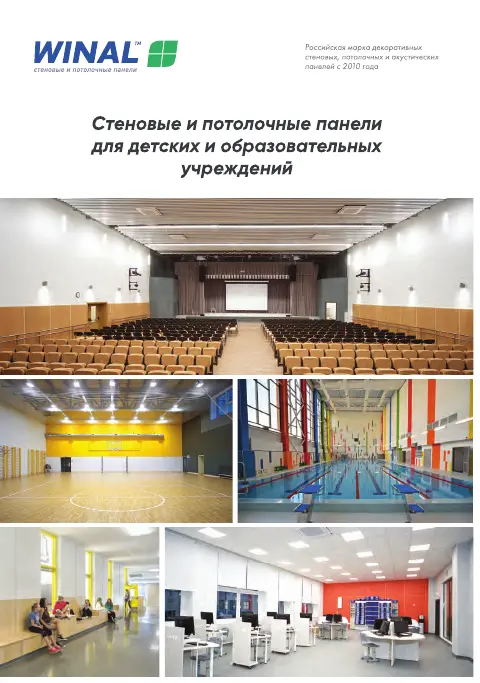 WINAL™
стеновые и потолочные панели
Российская марка декоративных
стеновых, потолочных и акустических
панелей с 2010 года
Стеновые и потолочные панели
для детских и образовательных
учреждений